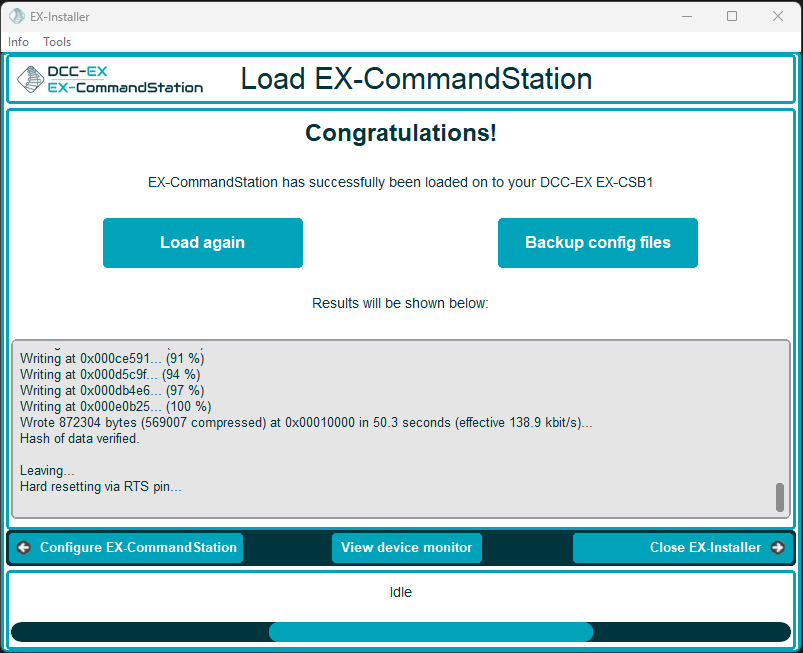 EX-Installer
Info Tools
DCC-EX
EX-CommandStation
Load EX-CommandStation
Congratulations!
EX-CommandStation has successfully been loaded on to your DCC-EX EX-CSB1
Load again
Backup config files
Results will be shown below:
Writing at 0x000ce591... (91 %)
Writing at 0x000d5c9f... (94 %)
Writing at 0x000db4e6... (97 %)
Writing at 0x000e0b25... (100 %)
Wrote 872304 bytes (569007 compressed) at 0x00010000 in 50.3 seconds (effective 138.9 kbit/s)...
Hash of data verified.
Leaving...
Hard resetting via RTS pin...
Configure EX-CommandStation
View device monitor
Close EX-Installer
Idle